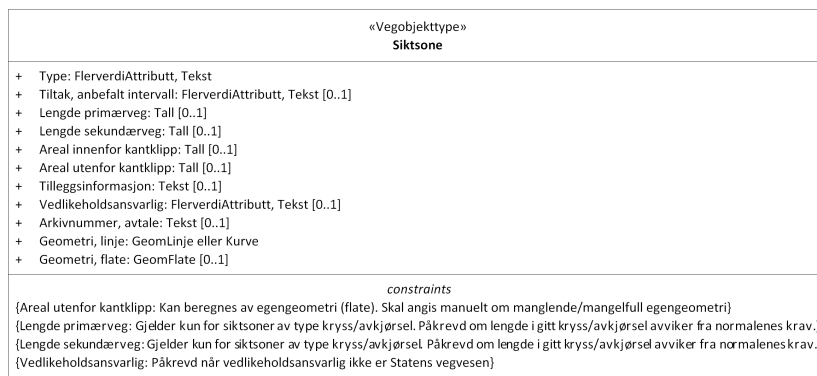 «Vegobjekttype»
Siktsone
+ Type: FlerverdiAttributt, Tekst
+ Tiltak, anbefalt intervall: FlerverdiAttributt, Tekst [0..1]
+ Lengde primærveg: Tall [0..1]
+ Lengde sekundærveg: Tall [0..1]
+ Areal innenfor kantklipp: Tall [0..1]
+ Areal utenfor kantklipp: Tall [0..1]
+ Tilleggsinformasjon: Tekst [0..1]
+ Vedlikeholdsansvarlig: FlerverdiAttributt, Tekst [0..1]
+ Arkivnummer, avtale: Tekst [0..1]
+ Geometri, linje: GeomLinje eller Kurve
+ Geometri, flate: GeomFlate [0..1]
constraints
{Areal utenfor kantklipp: Kan beregnes av egengeometri (flate). Skal angis manuelt om manglende/mangelfull egengeometri}
{Lengde primærveg: Gjelder kun for siktsoner av type kryss/avkjørsel. Påkrevd om lengde i gitt kryss/avkjørsel avviker fra normalenes krav.}
{Lengde sekundærveg: Gjelder kun for siktsoner av type kryss/avkjørsel. Påkrevd om lengde i gitt kryss/avkjørsel avviker fra normalenes krav.
{Vedlikeholdsansvarlig: Påkrevd når vedlikeholdsansvarlig ikke er Statens vegvesen}